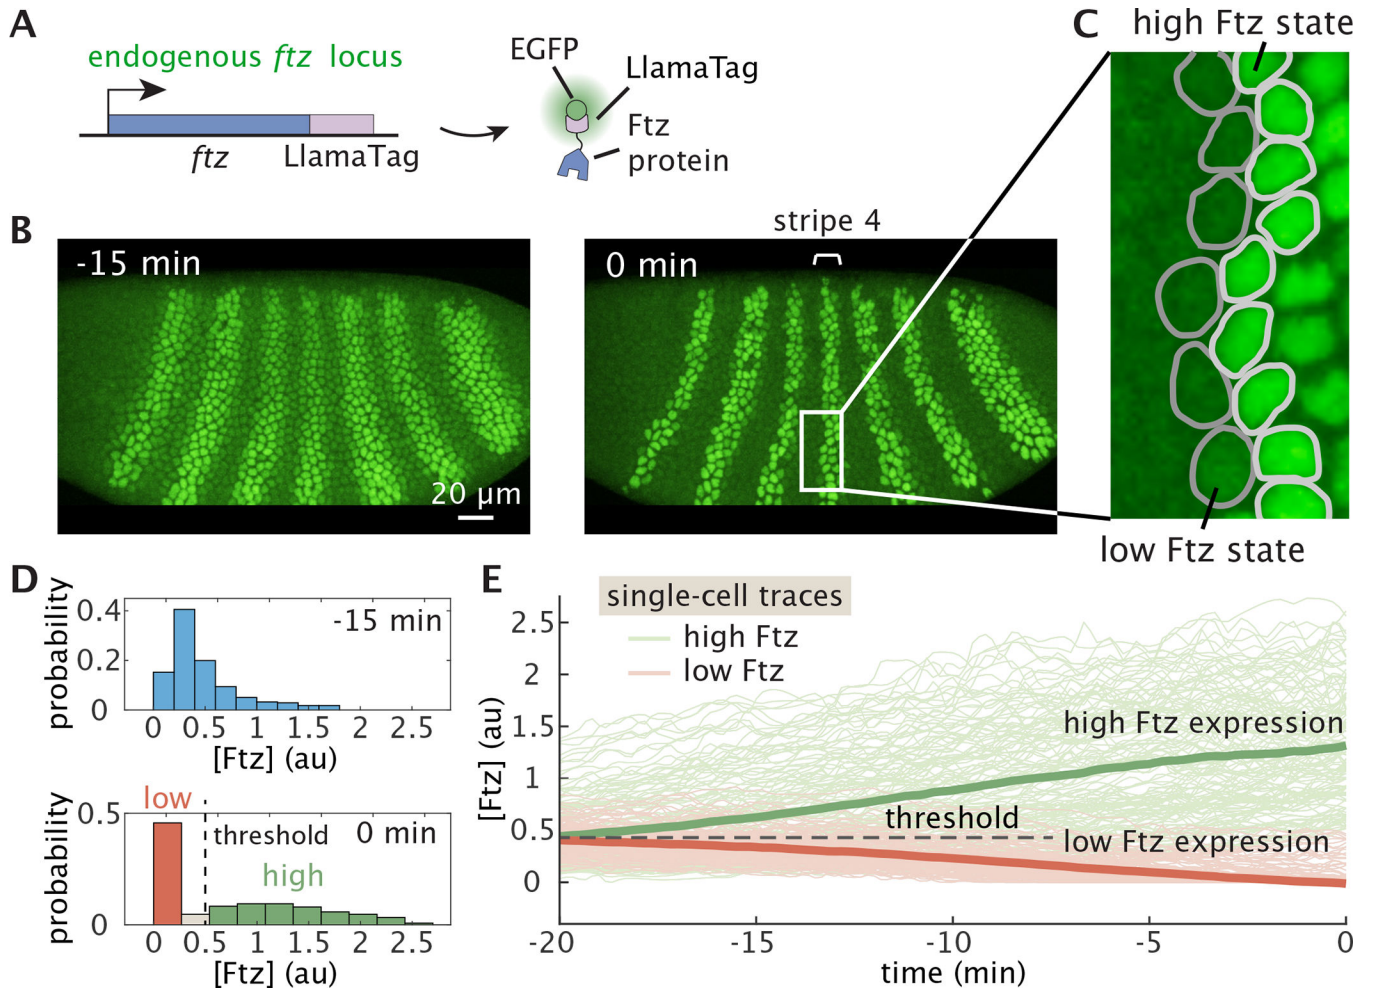 A
endogenous ftz locus
ftz
LlamaTag
EGFP
LlamaTag
Ftz
protein
B
-15 min
20 µm
stripe 4
0 min
C
high Ftz state
low Ftz state
D
probability
0.4
0.2
0
-15 min
0 0.5 1 1.5 2 2.5
[Ftz] (au)
probability
0.5
0
low
threshold
0 min
high
0 0.5 1 1.5 2 2.5
[Ftz] (au)
E
single-cell traces
high Ftz
low Ftz
[Ftz] (au)
2.5
2
1.5
1
0.5
0
high Ftz expression
threshold
low Ftz expression
-20 -15 -10 -5 0
time (min)